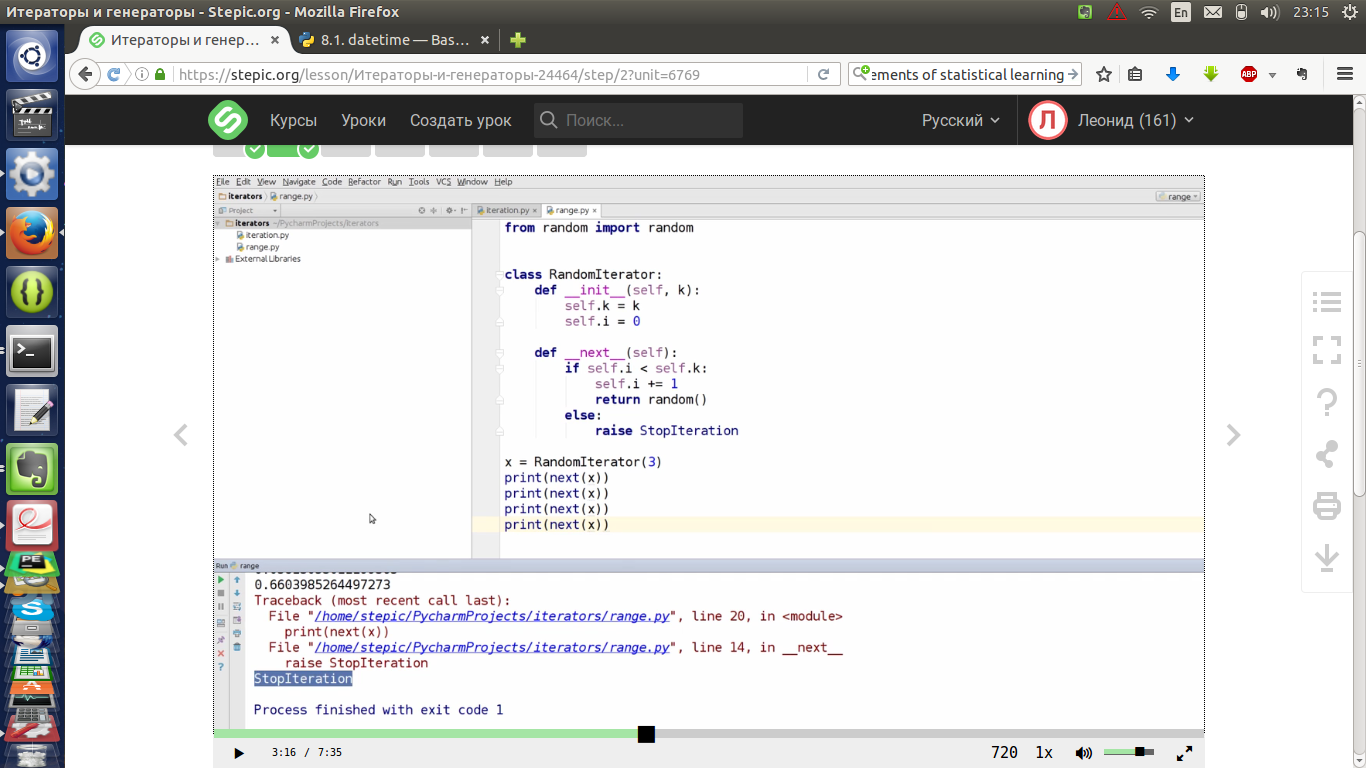 Итераторы и генераторы - Stepic.org - Mozilla Firefox
En
23:15
Итераторы и генер…
8.1. datetime — Bas…
https://stepic.org/lesson/Итераторы-и-генераторы-24464/step/2?unit=6769
ements of statistical learning
ABP
Курсы
Уроки
Создать урок
Поиск...
Русский
Л
Леонид (161)
File Edit View Navigate Code Refactor Run Tools VCS Window Help
iterators
range.py
range
Project
iteration.py
range.py
iterators ~/PycharmProjects/iterators
iteration.py
range.py
External Libraries
from random import random
class RandomIterator:
def __init__(self, k):
self.k = k
self.i = 0
def __next__(self):
if self.i < self.k:
self.i += 1
return random()
else:
raise StopIteration
x = RandomIterator(3)
print(next(x))
print(next(x))
print(next(x))
print(next(x))
Run range
0.6603985264497273
Traceback (most recent call last):
File "/home/stepic/PycharmProjects/iterators/range.py", line 20, in <module>
print(next(x))
File "/home/stepic/PycharmProjects/iterators/range.py", line 14, in __next__
raise StopIteration
StopIteration
Process finished with exit code 1
3:16 / 7:35
720
1x
PE